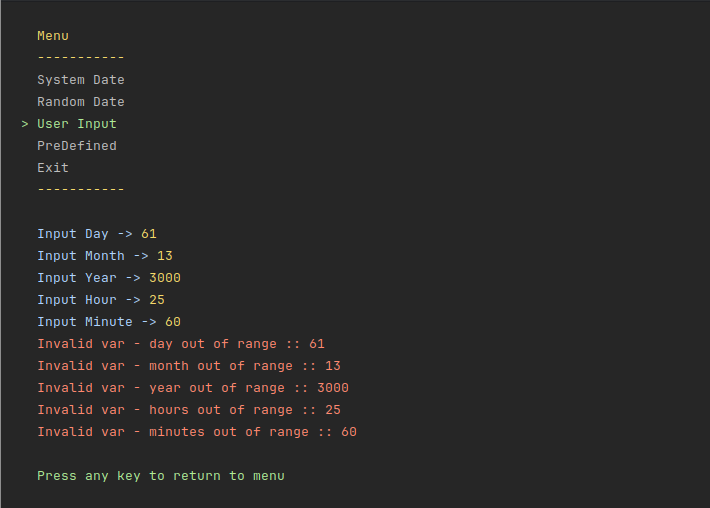 Menu
-----------
System Date
Random Date
> User Input
PreDefined
Exit
-----------
Input Day -> 61
Input Month -> 13
Input Year -> 3000
Input Hour -> 25
Input Minute -> 60
Invalid var - day out of range :: 61
Invalid var - month out of range :: 13
Invalid var - year out of range :: 3000
Invalid var - hours out of range :: 25
Invalid var - minutes out of range :: 60
Press any key to return to menu